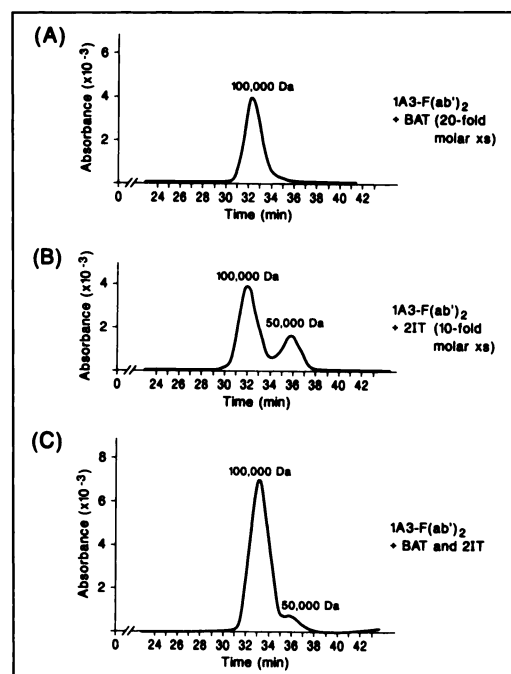 (A)
Absorbance (x10⁻³)
6
4
2
100,000 Da
1A3-F(ab')₂
+ BAT (20-fold
molar xs)
0 24 26 28 30 32 34 36 38 40 42
Time (min)
(B)
Absorbance (x10⁻³)
4
2
100,000 Da
50,000 Da
1A3-F(ab')₂
+ 2IT (10-fold
molar xs)
0 24 26 28 30 32 34 36 38 40 42
Time (min)
(C)
Absorbance (x10⁻³)
8
6
4
2
100,000 Da
50,000 Da
1A3-F(ab')₂
+ BAT and 2IT
0 24 26 28 30 32 34 36 38 40 42
Time (min)